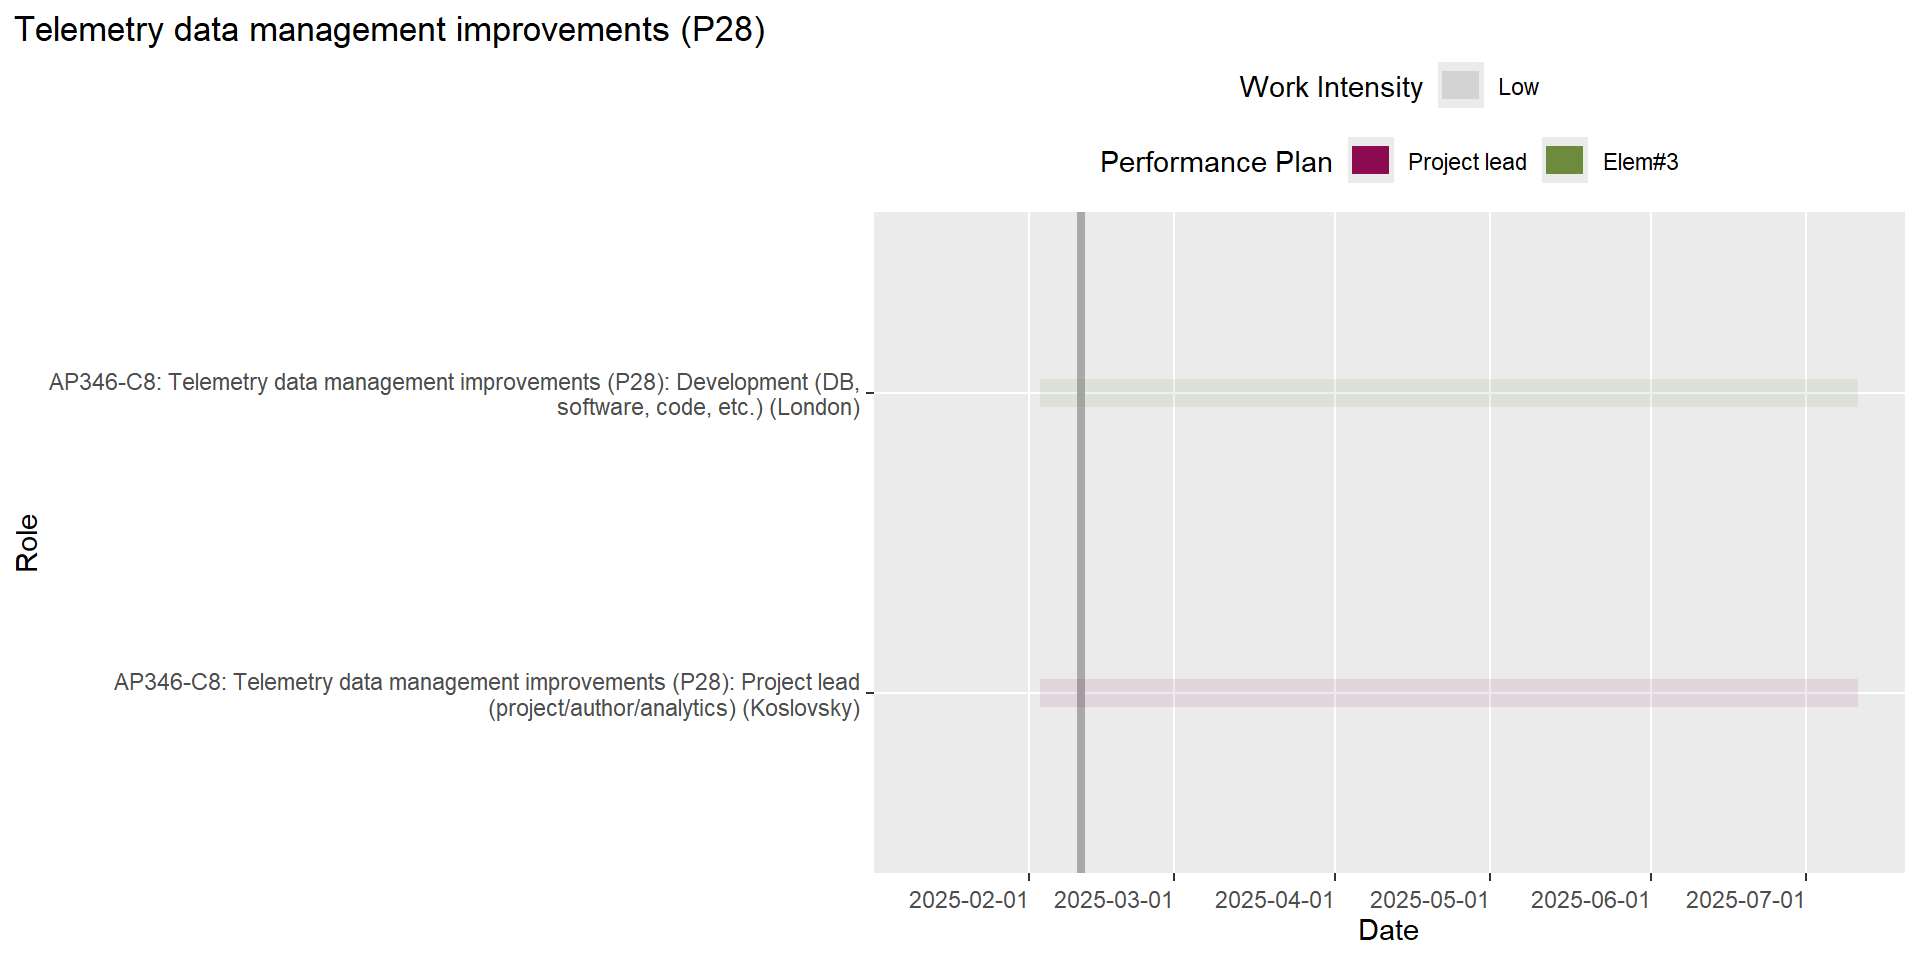 Telemetry data management improvements (P28)
Work Intensity Low
Performance Plan Project lead Elem#3
AP346-C8: Telemetry data management improvements (P28): Development (DB,
software, code, etc.) (London)
Role
AP346-C8: Telemetry data management improvements (P28): Project lead
(project/author/analytics) (Koslovsky)
2025-02-01 2025-03-01 2025-04-01 2025-05-01 2025-06-01 2025-07-01
Date